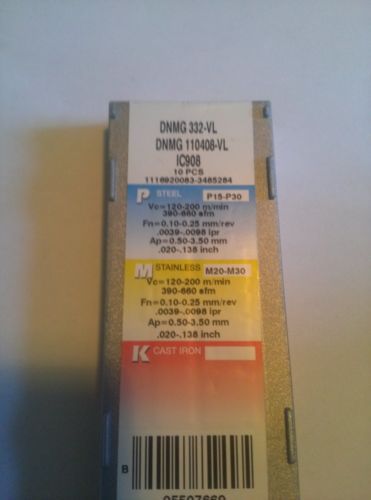 DNMG 332-VL
DNMG 110408-VL
IC908
10 PCS
1116920083-3485284
P STEEL P15-P30
Vc=120-200 m/min
390-660 sfm
Fn=0.10-0.25 mm/rev
.0039-.0098 ipr
Ap=0.50-3.50 mm
.020-.138 inch
M STAINLESS M20-M30
Vc=120-200 m/min
390-660 sfm
Fn=0.10-0.25 mm/rev
.0039-.0098 ipr
Ap=0.50-3.50 mm
.020-.138 inch
K CAST IRON
B
05507669